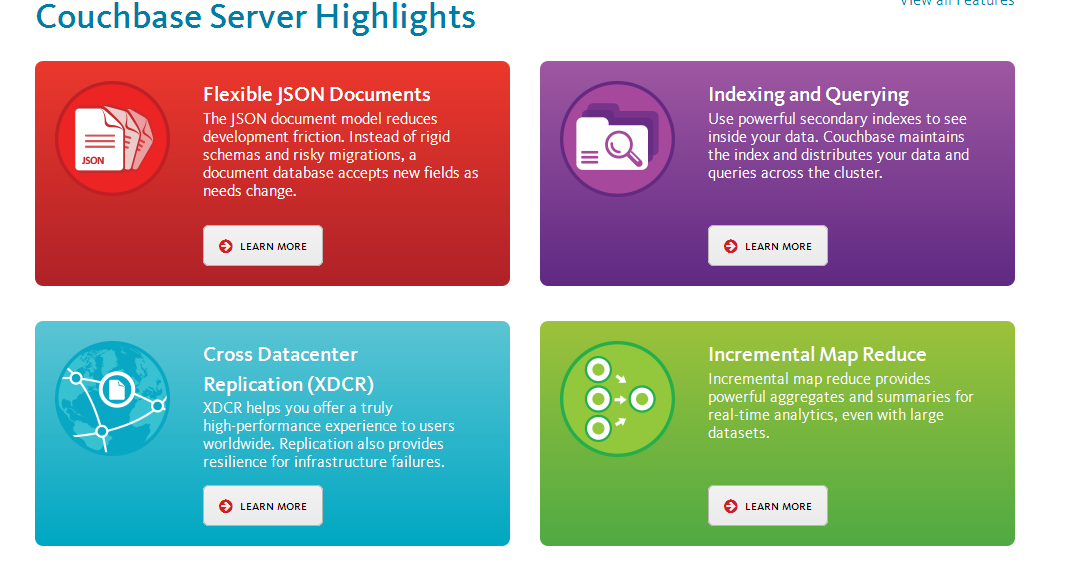 Couchbase Server Highlights
View all Features
Flexible JSON Documents
The JSON document model reduces
development friction. Instead of rigid
schemas and risky migrations, a
document database accepts new fields as
needs change.
JSON
LEARN MORE
Indexing and Querying
Use powerful secondary indexes to see
inside your data. Couchbase maintains
the index and distributes your data and
queries across the cluster.
LEARN MORE
Cross Datacenter
Replication (XDCR)
XDCR helps you offer a truly
high-performance experience to users
worldwide. Replication also provides
resilience for infrastructure failures.
LEARN MORE
Incremental Map Reduce
Incremental map reduce provides
powerful aggregates and summaries for
real-time analytics, even with large
datasets.
LEARN MORE